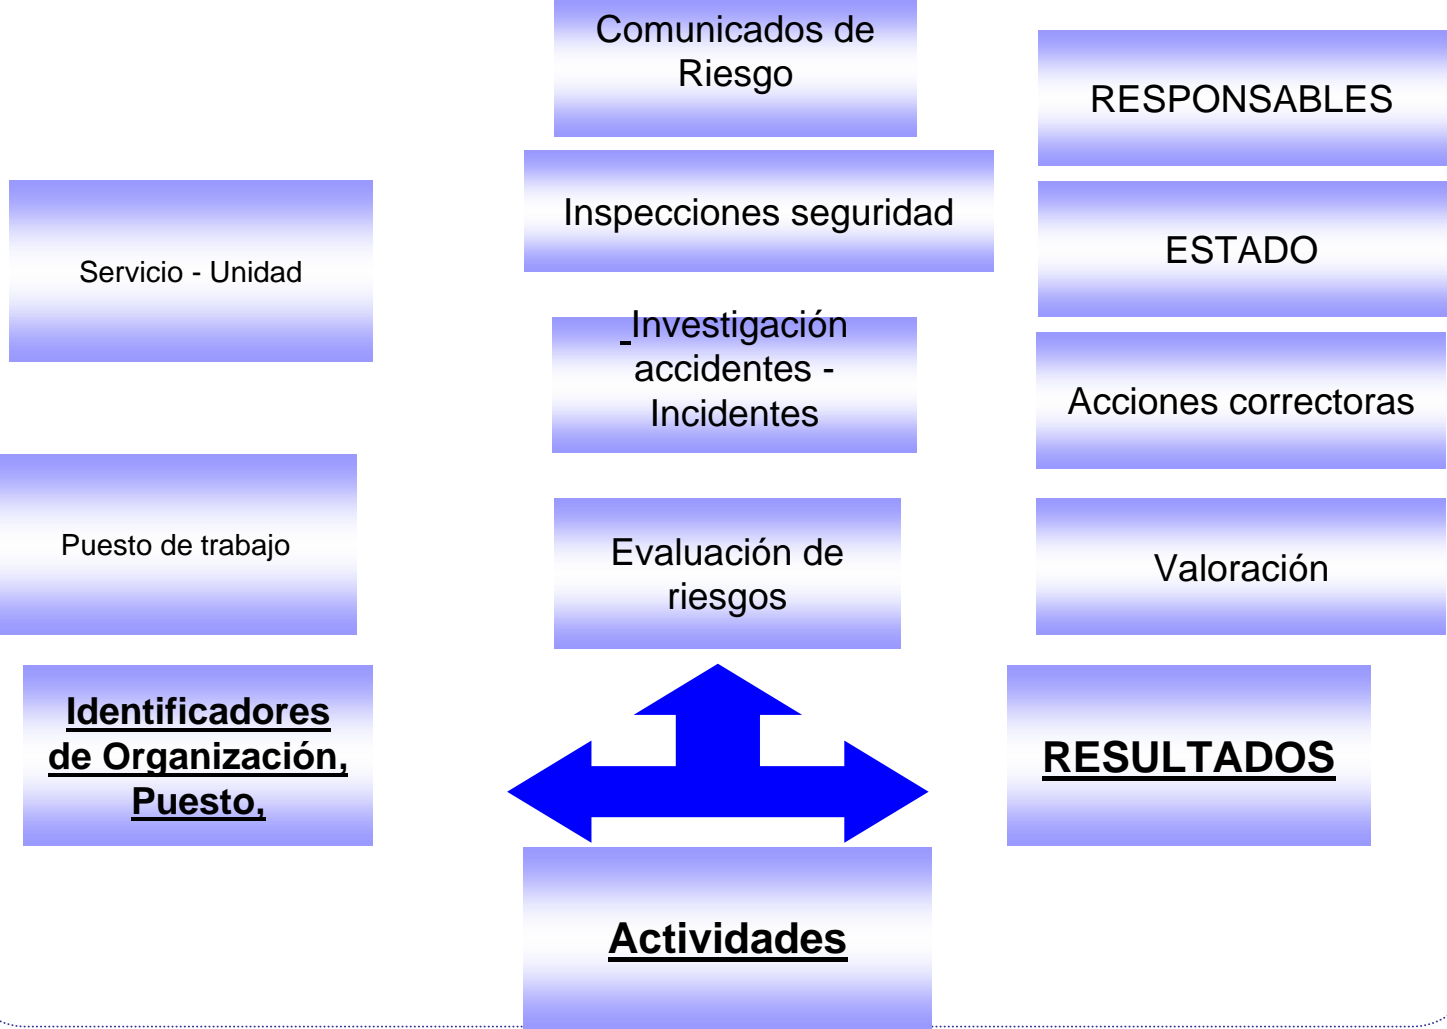 Comunicados de
Riesgo
RESPONSABLES
Inspecciones seguridad
Servicio - Unidad
ESTADO
Investigación
accidentes -
Incidentes
Acciones correctoras
Puesto de trabajo
Evaluación de
riesgos
Valoración
Identificadores
de Organización,
Puesto,
RESULTADOS
Actividades